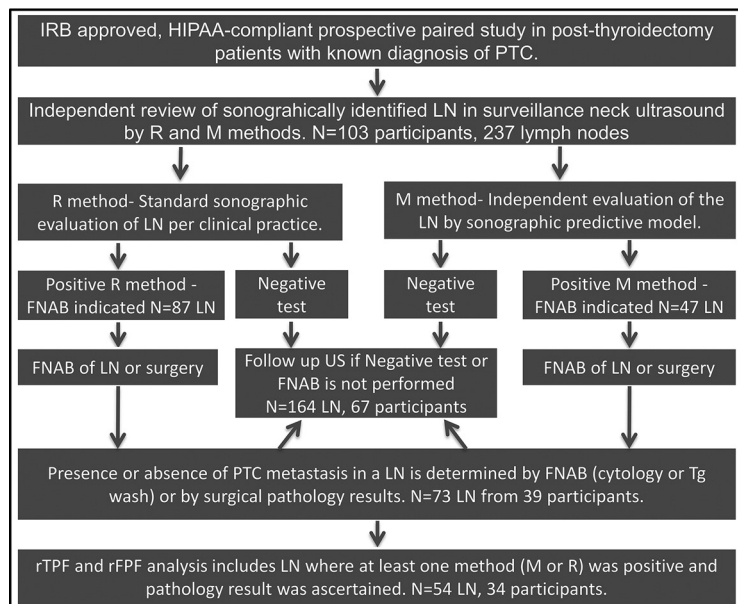 IRB approved, HIPAA-compliant prospective paired study in post-thyroidectomy
patients with known diagnosis of PTC.
Independent review of sonograhically identified LN in surveillance neck ultrasound
by R and M methods. N=103 participants, 237 lymph nodes
R method- Standard sonographic
evaluation of LN per clinical practice.
M method- Independent evaluation of the
LN by sonographic predictive model.
Positive R method -
FNAB indicated N=87 LN
Negative
test
Negative
test
Positive M method -
FNAB indicated N=47 LN
FNAB of LN or surgery
Follow up US if Negative test or
FNAB is not performed
N=164 LN, 67 participants
FNAB of LN or surgery
Presence or absence of PTC metastasis in a LN is determined by FNAB (cytology or Tg
wash) or by surgical pathology results. N=73 LN from 39 participants.
rTPF and rFPF analysis includes LN where at least one method (M or R) was positive and
pathology result was ascertained. N=54 LN, 34 participants.